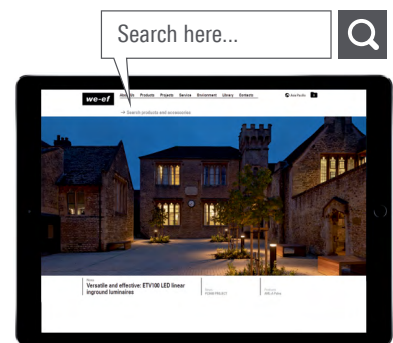 Search here...
we-ef
About Us Products Projects Service Environment Library Contacts
Search products and accessories
News
Versatile and effective: ETV100 LED linear
inground luminaires